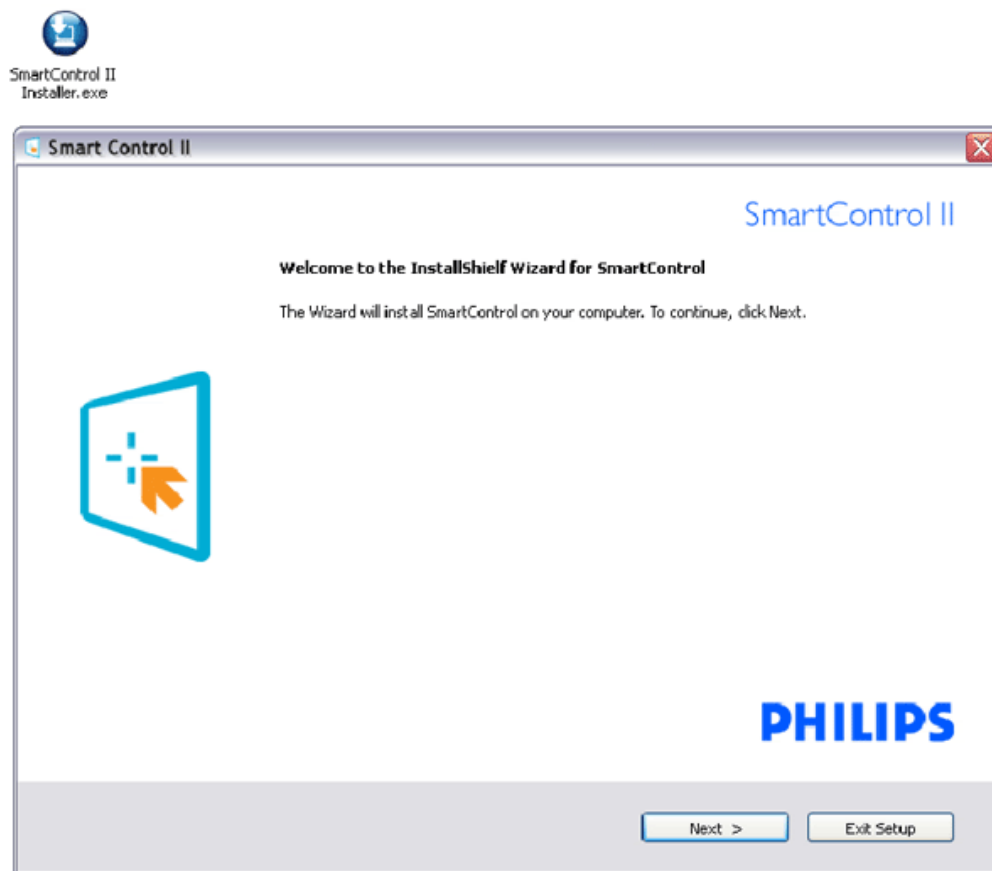 SmartControl II
Installer.exe
Smart Control II
SmartControl II
Welcome to the InstallShielf Wizard for SmartControl
The Wizard will install SmartControl on your computer. To continue, click Next.
PHILIPS
Next >
Exit Setup